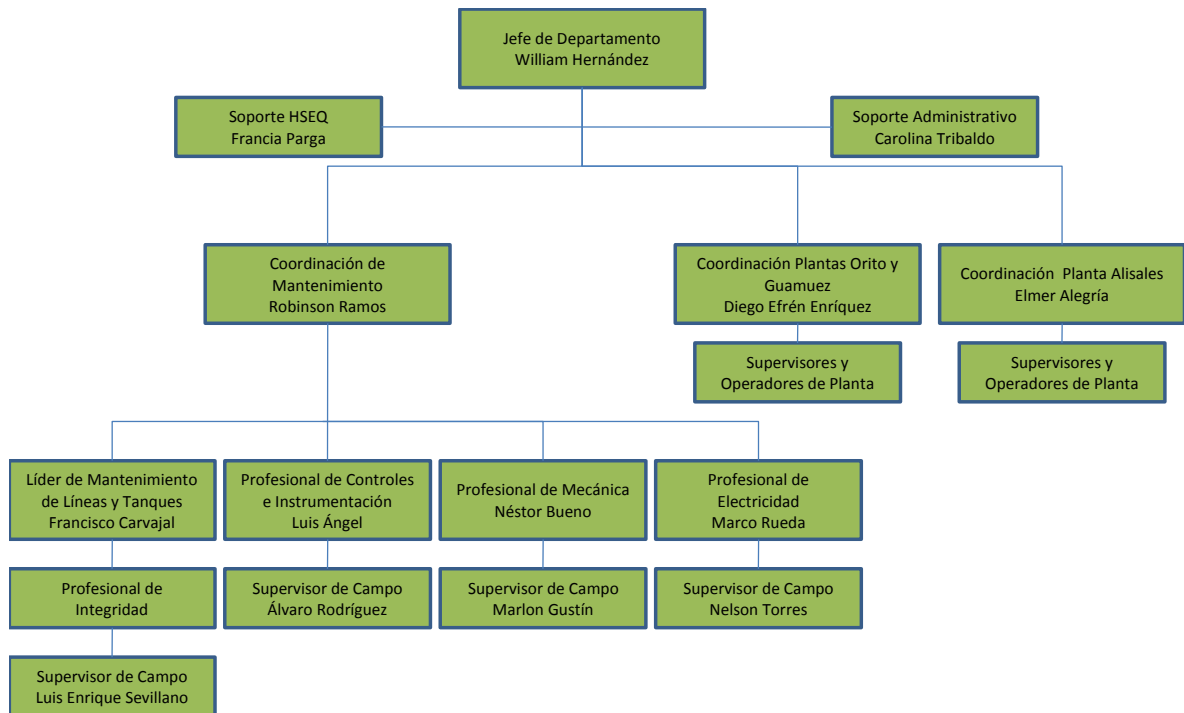 Jefe de Departamento
William Hernández
Soporte HSEQ
Francia Parga
Soporte Administrativo
Carolina Tribaldo
Coordinación de
Mantenimiento
Robinson Ramos
Coordinación Plantas Orito y
Guamuez
Diego Efrén Enríquez
Coordinación  Planta Alisales
Elmer Alegría
Supervisores y
Operadores de Planta
Supervisores y
Operadores de Planta
Líder de Mantenimiento
de Líneas y Tanques
Francisco Carvajal
Profesional de Controles
e Instrumentación
Luis Ángel
Profesional de Mecánica
Néstor Bueno
Profesional de
Electricidad
Marco Rueda
Profesional de
Integridad
Supervisor de Campo
Álvaro Rodríguez
Supervisor de Campo
Marlon Gustín
Supervisor de Campo
Nelson Torres
Supervisor de Campo
Luis Enrique Sevillano